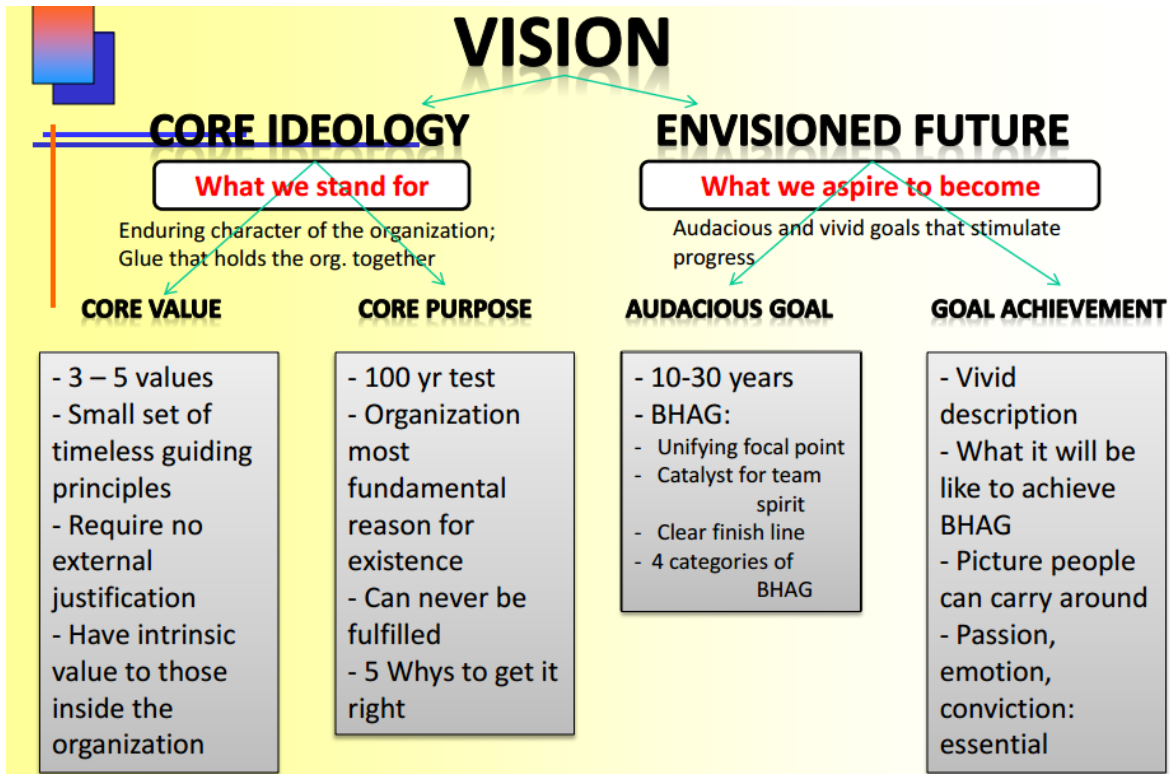 VISION
CORE IDEOLOGY
What we stand for
Enduring character of the organization;
Glue that holds the org. together
ENVISIONED FUTURE
What we aspire to become
Audacious and vivid goals that stimulate
progress
CORE VALUE
- 3 – 5 values
- Small set of
timeless guiding
principles
- Require no
external
justification
- Have intrinsic
value to those
inside the
organization
CORE PURPOSE
- 100 yr test
- Organization
most
fundamental
reason for
existence
- Can never be
fulfilled
- 5 Whys to get it
right
AUDACIOUS GOAL
- 10-30 years
- BHAG:
- Unifying focal point
- Catalyst for team
spirit
- Clear finish line
- 4 categories of
BHAG
GOAL ACHIEVEMENT
- Vivid
description
- What it will be
like to achieve
BHAG
- Picture people
can carry around
- Passion,
emotion,
conviction:
essential